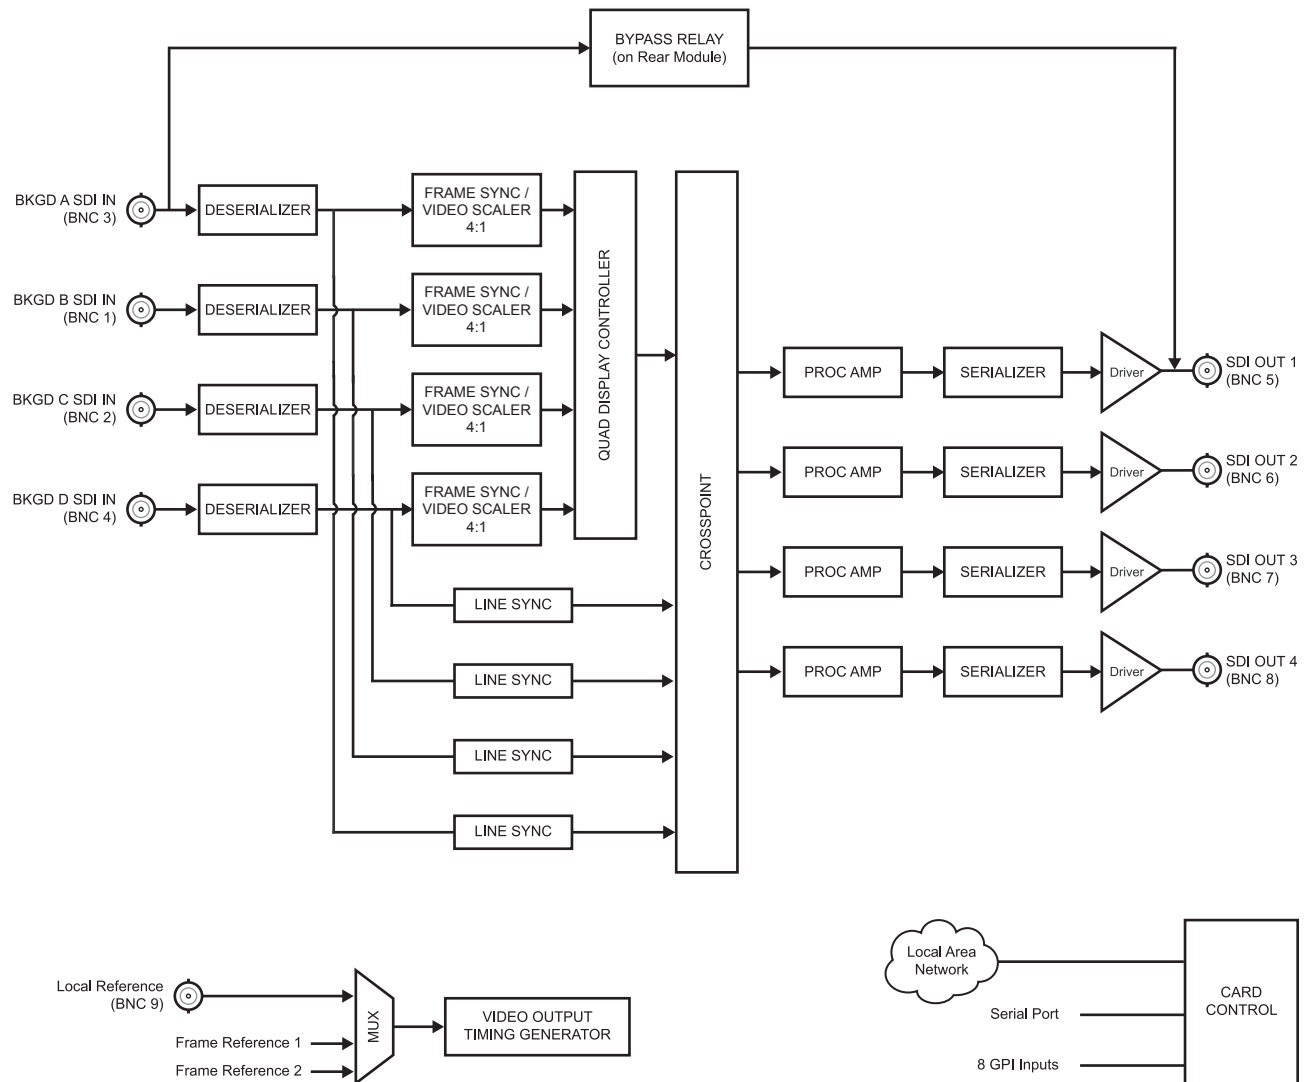 BYPASS RELAY
(on Rear Module)
BKGD A SDI IN
(BNC 3)
DESERIALIZER
FRAME SYNC /
VIDEO SCALER
4:1
BKGD B SDI IN
(BNC 1)
DESERIALIZER
FRAME SYNC /
VIDEO SCALER
4:1
BKGD C SDI IN
(BNC 2)
DESERIALIZER
FRAME SYNC /
VIDEO SCALER
4:1
BKGD D SDI IN
(BNC 4)
DESERIALIZER
FRAME SYNC /
VIDEO SCALER
4:1
QUAD DISPLAY CONTROLLER
LINE SYNC
LINE SYNC
LINE SYNC
LINE SYNC
CROSSPOINT
PROC AMP
SERIALIZER
Driver
SDI OUT 1
(BNC 5)
PROC AMP
SERIALIZER
Driver
SDI OUT 2
(BNC 6)
PROC AMP
SERIALIZER
Driver
SDI OUT 3
(BNC 7)
PROC AMP
SERIALIZER
Driver
SDI OUT 4
(BNC 8)
Local Reference
(BNC 9)
Frame Reference 1
Frame Reference 2
MUX
VIDEO OUTPUT
TIMING GENERATOR
Local Area
Network
Serial Port
8 GPI Inputs
CARD
CONTROL